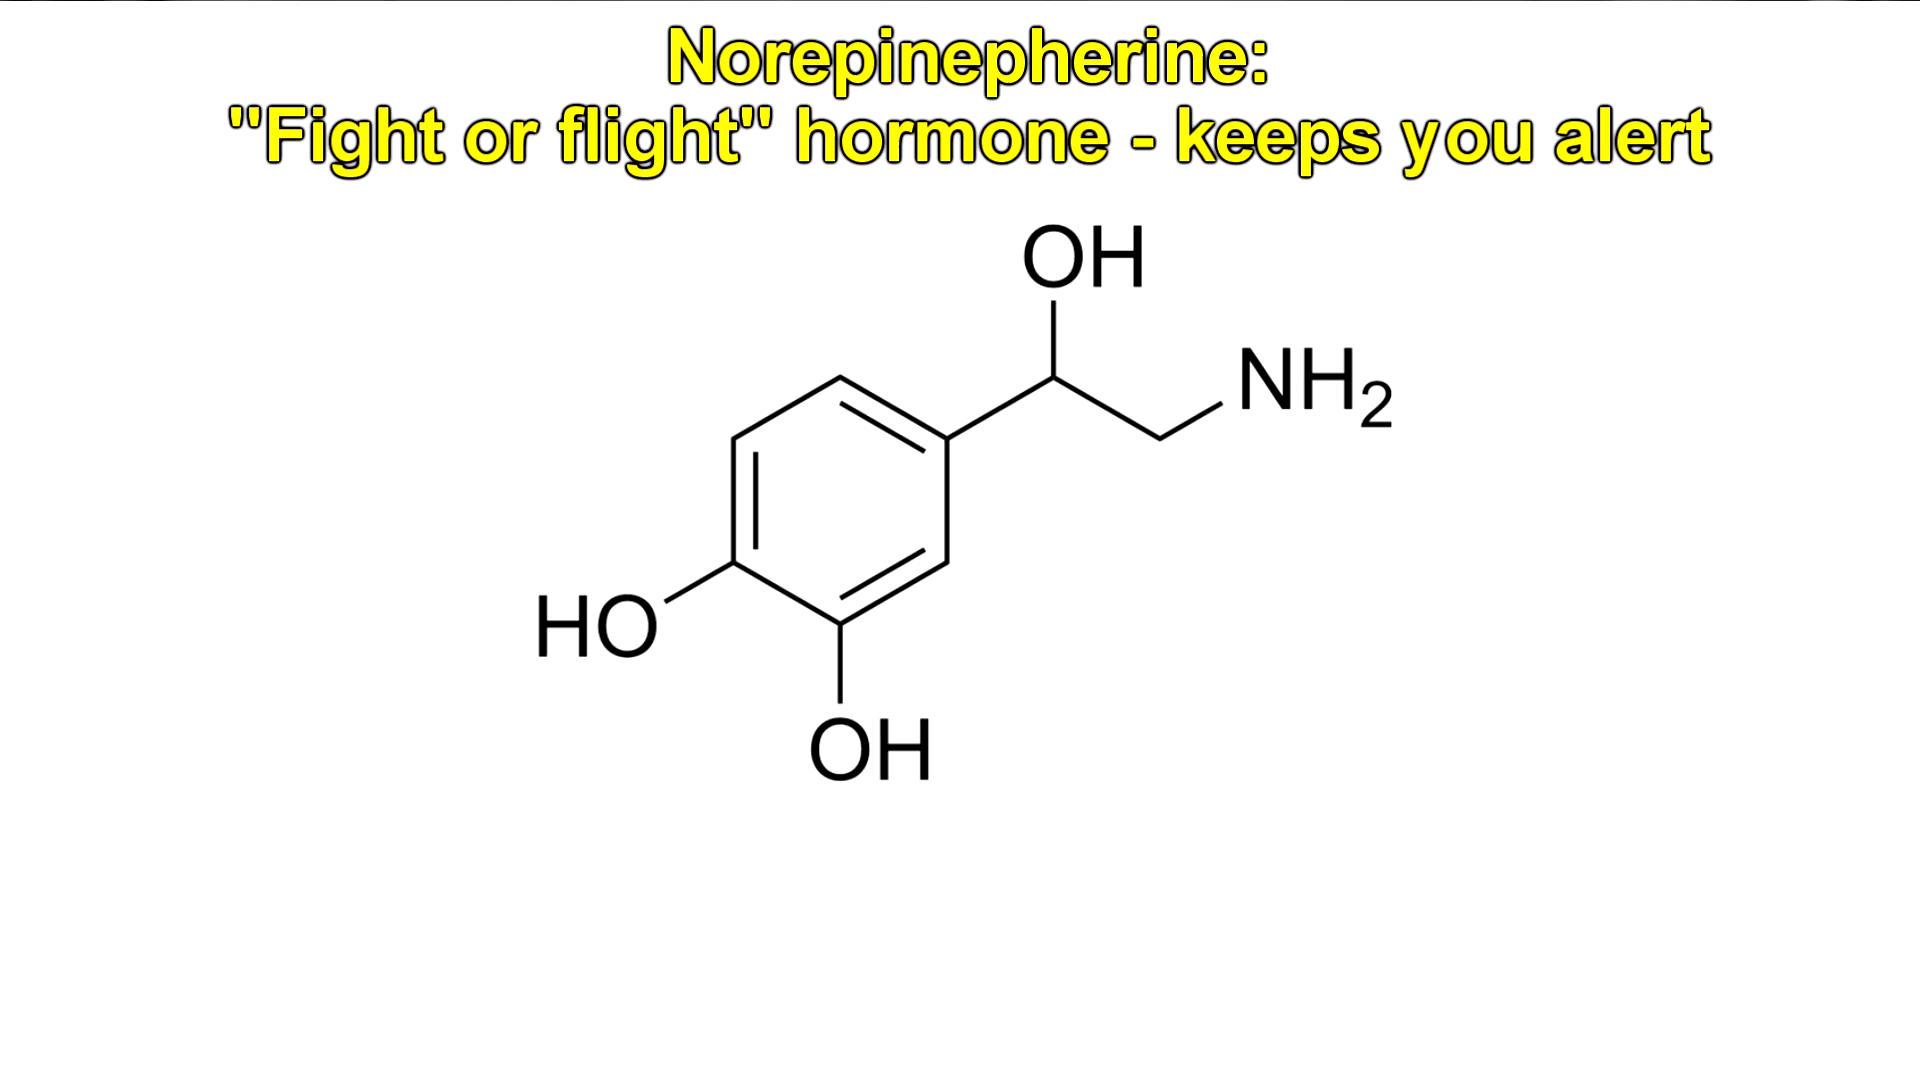 Norepinepherine:
"Fight or flight" hormone - keeps you alert
OH
NH2
HO
OH